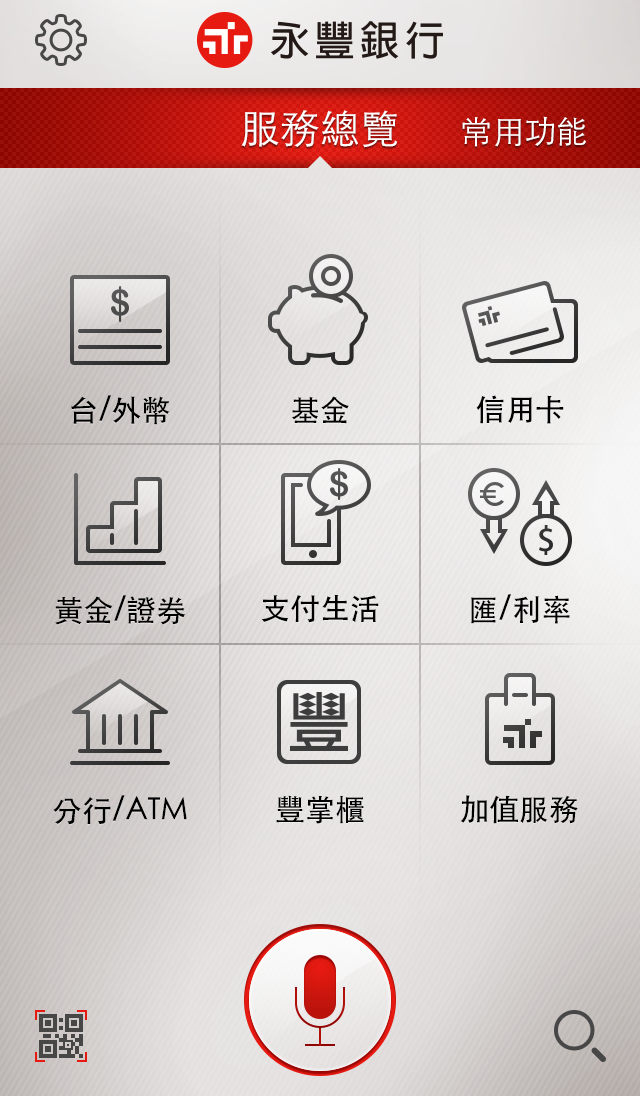 永豐銀行
服務總覽 常用功能
$
台/外幣 基金 信用卡
$
€
$
黃金/證券 支付生活 匯/利率
豐
分行/ATM 豐掌櫃 加值服務